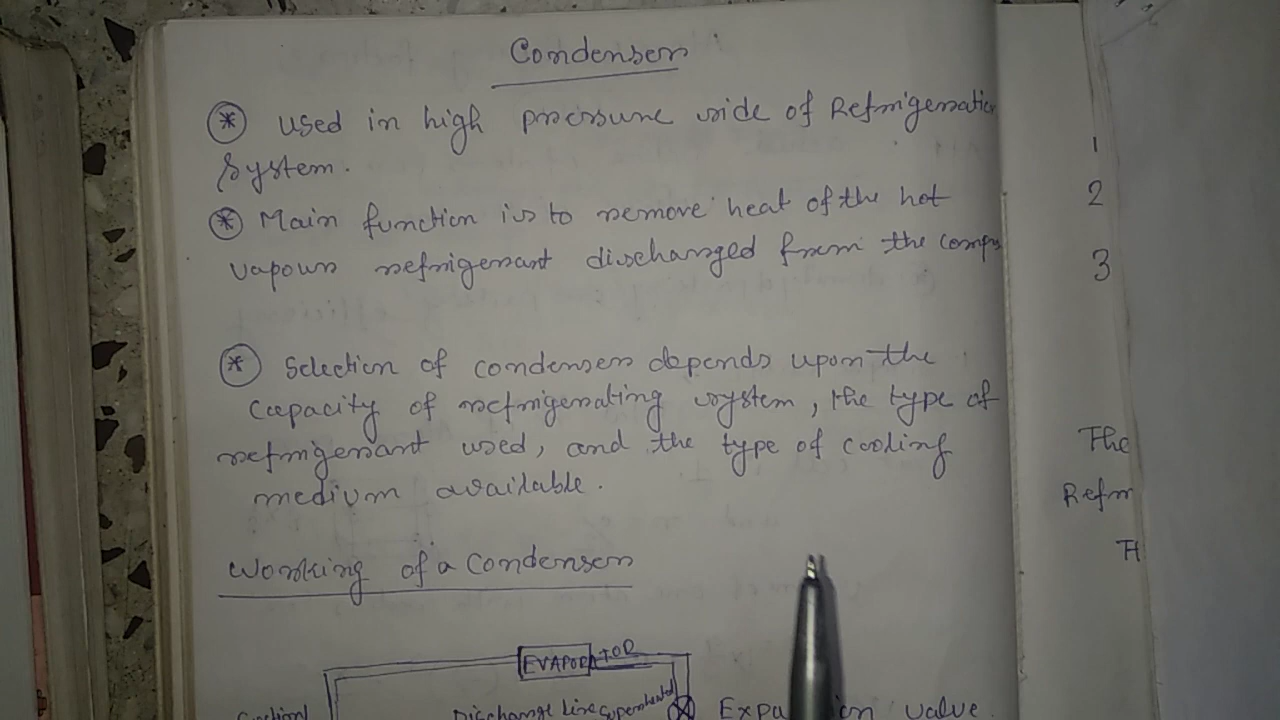 Condenser
* used in high pressure side of Refrigeration
System.
* Main function is to remove heat of the hot
vapour refrigerant discharged from the compr
* Selection of condenser depends upon the
capacity of refrigerating system, the type of
refrigerant used, and the type of cooling
medium available.
Working of a Condenser
EVAPORATOR
Discharge Line Superheated
Expa ion valve
1
2
3
The
Refr